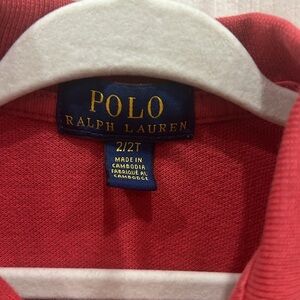 POLO
RALPH LAUREN
2/2T
MADE IN
CAMBODIA
FABRIQUÉ AU
CAMBODGE